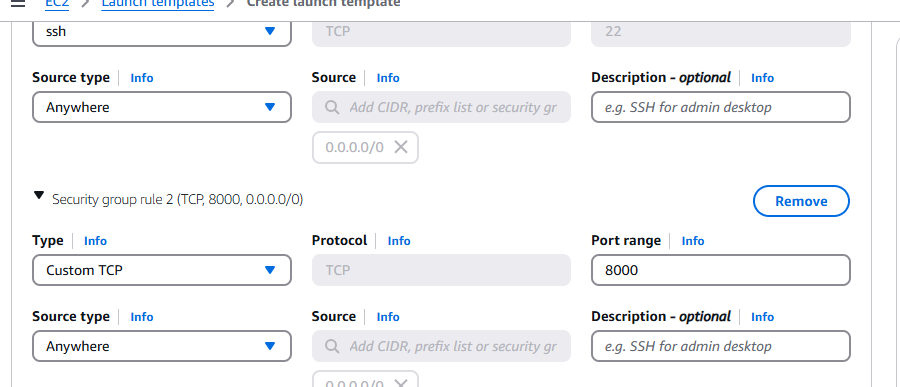 EC2 > Launch templates > Create launch template
ssh TCP 22
Source type Info Source Info Description - optional Info
Anywhere Add CIDR, prefix list or security gr e.g. SSH for admin desktop
0.0.0.0/0
Security group rule 2 (TCP, 8000, 0.0.0.0/0) Remove
Type Info Protocol Info Port range Info
Custom TCP TCP 8000
Source type Info Source Info Description - optional Info
Anywhere Add CIDR, prefix list or security gr e.g. SSH for admin desktop
0.0.0.0/0